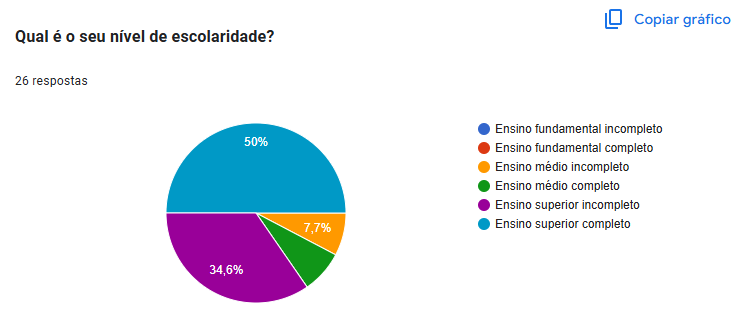 Copiar gráfico
Qual é o seu nível de escolaridade?
26 respostas
50%
7,7%
34,6%
Ensino fundamental incompleto
Ensino fundamental completo
Ensino médio incompleto
Ensino médio completo
Ensino superior incompleto
Ensino superior completo